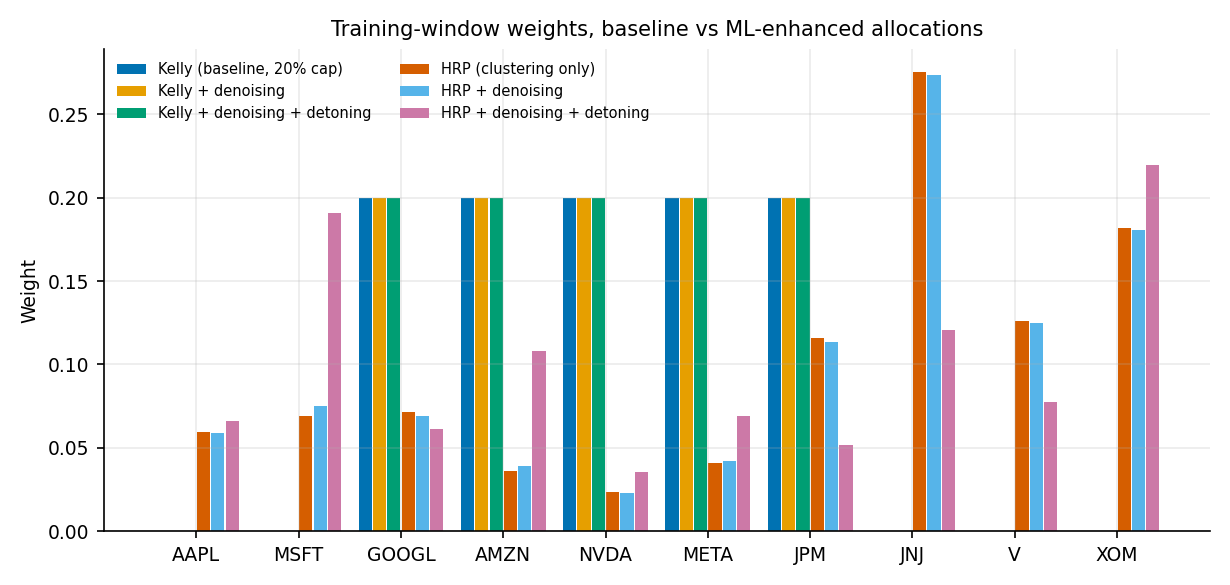 Training-window weights, baseline vs ML-enhanced allocations
Kelly (baseline, 20% cap)
Kelly + denoising
Kelly + denoising + detoning
HRP (clustering only)
HRP + denoising
HRP + denoising + detoning
Weight
0.25
0.20
0.15
0.10
0.05
0.00
AAPL MSFT GOOGL AMZN NVDA META JPM JNJ V XOM